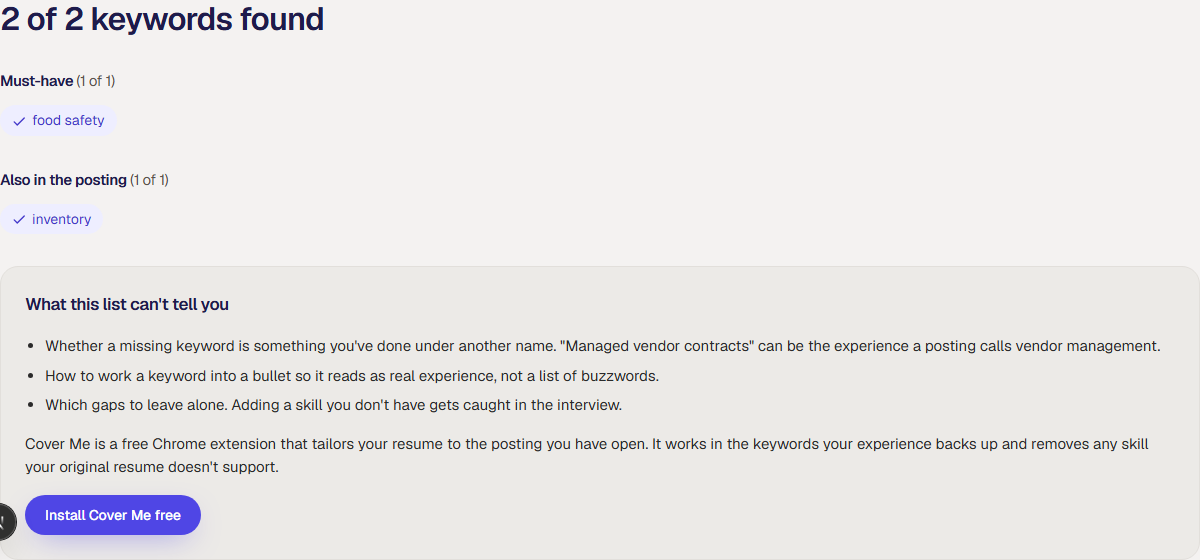 2 of 2 keywords found
Must-have (1 of 1)
food safety
Also in the posting (1 of 1)
inventory
What this list can't tell you
Whether a missing keyword is something you've done under another name. "Managed vendor contracts" can be the experience a posting calls vendor management.
How to work a keyword into a bullet so it reads as real experience, not a list of buzzwords.
Which gaps to leave alone. Adding a skill you don't have gets caught in the interview.
Cover Me is a free Chrome extension that tailors your resume to the posting you have open. It works in the keywords your experience backs up and removes any skill
your original resume doesn't support.
Install Cover Me free